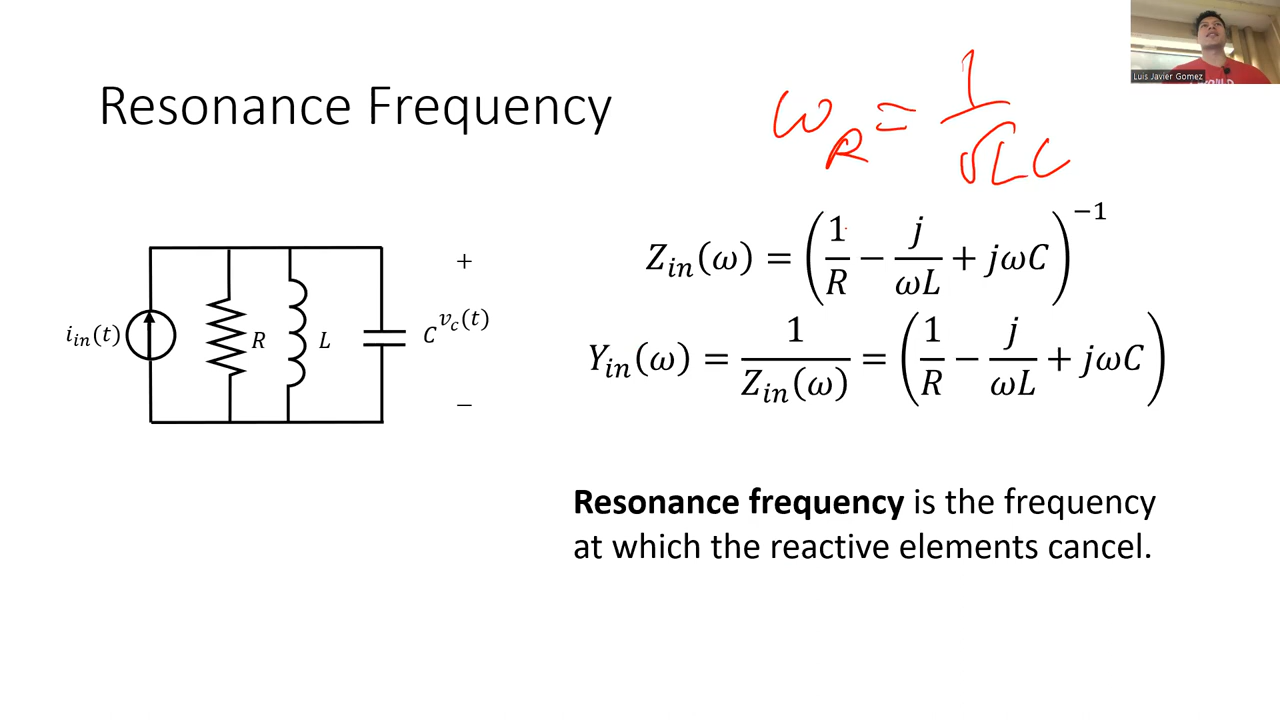 Resonance Frequency
ω_R = 1/√LC
Luis Javier Gomez
Z_in(ω) = (1/R − j/ωL + jωC)^−1
Y_in(ω) = 1/Z_in(ω) = (1/R − j/ωL + jωC)
i_in(t)
R
L
C
+
v_c(t)
−
Resonance frequency is the frequency
at which the reactive elements cancel.